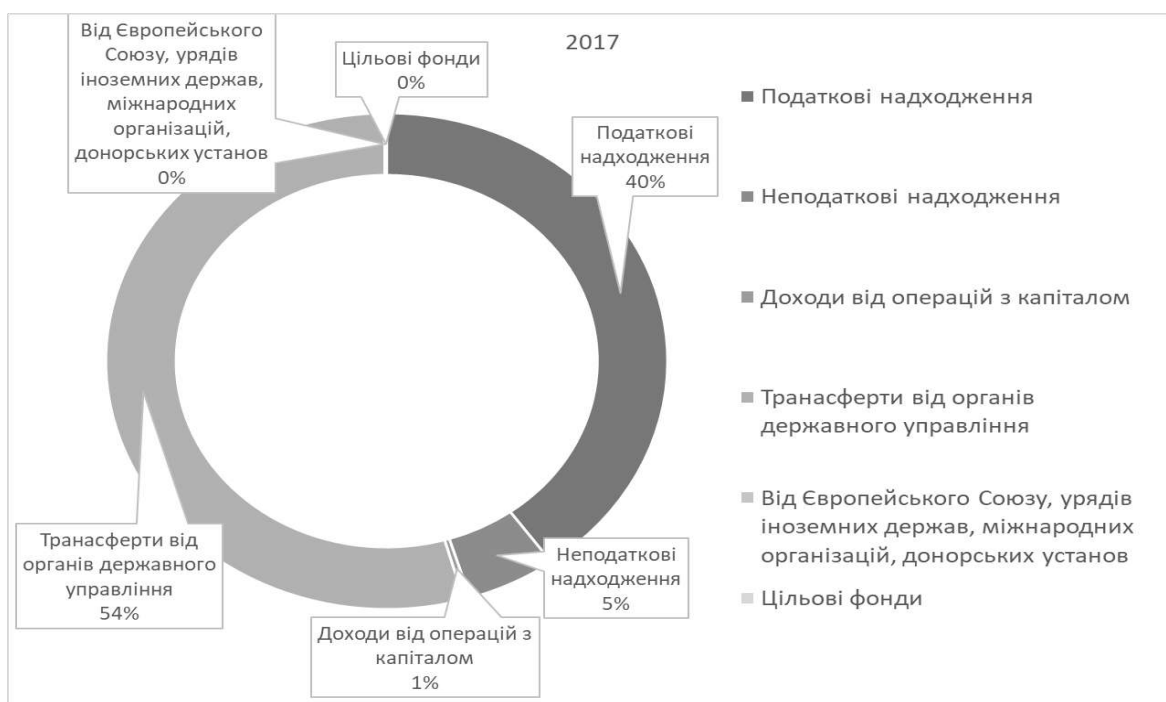 2017
Від Європейського
Союзу, урядів
іноземних держав,
міжнародних
організацій,
донорських установ
0%
Цільові фонди
0%
Податкові
надходження
40%
Неподаткові
надходження
5%
Доходи від операцій з
капіталом
1%
Транасферти від
органів державного
управління
54%
Податкові надходження
Неподаткові надходження
Доходи від операцій з капіталом
Транасферти від органів
державного управління
Від Європейського Союзу, урядів
іноземних держав, міжнародних
організацій, донорських установ
Цільові фонди